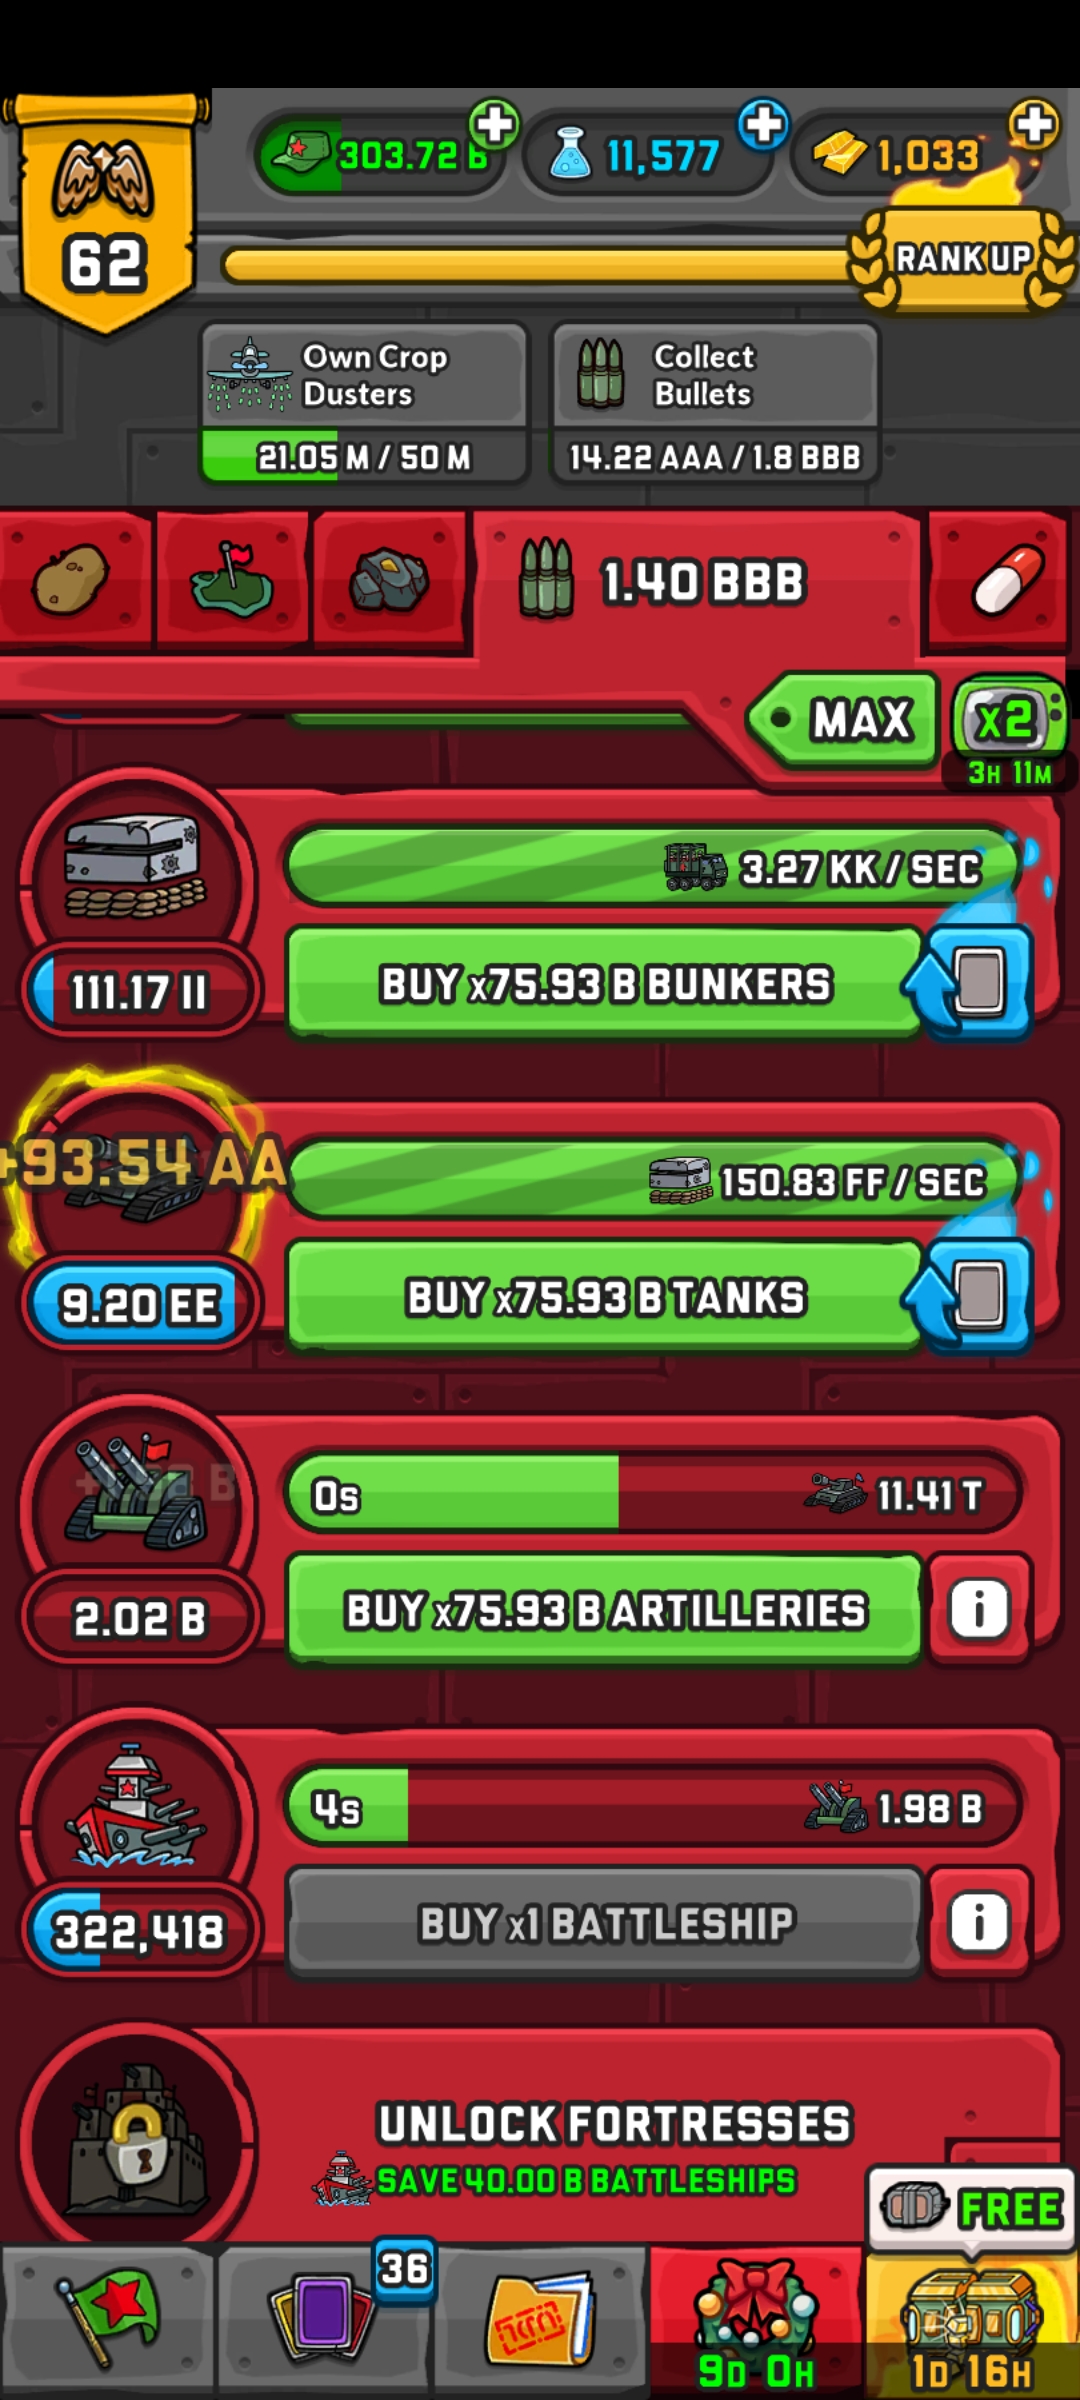 303.72 B
11,577
1,033
62
RANK UP
Own Crop
Dusters
21.05 M / 50 M
Collect
Bullets
14.22 AAA / 1.8 BBB
1.40 BBB
MAX
x2
3H 11M
3.27 KK / SEC
111.17 II
BUY x75.93 B BUNKERS
+93.54 AA
150.83 FF / SEC
9.20 EE
BUY x75.93 B TANKS
0s
11.41 T
2.02 B
BUY x75.93 B ARTILLERIES
i
4s
1.98 B
322,418
BUY x1 BATTLESHIP
i
UNLOCK FORTRESSES
SAVE 40.00 B BATTLESHIPS
FREE
36
9D 0H
1D 16H